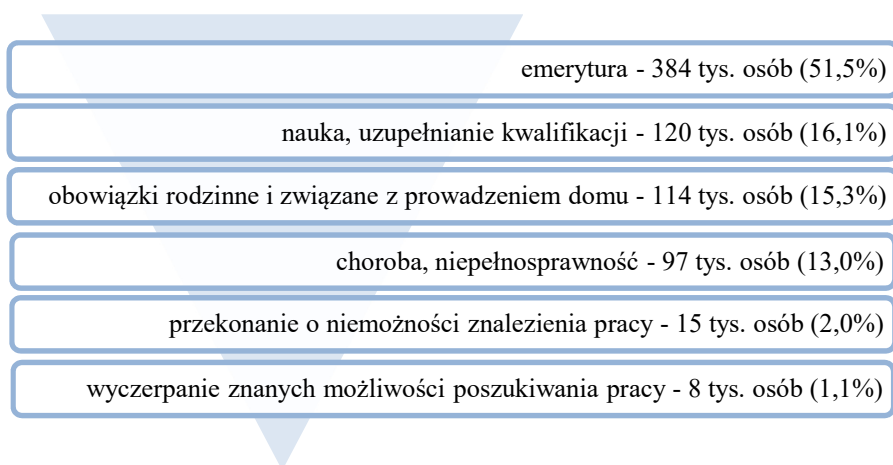 emerytura - 384 tys. osób (51,5%)
nauka, uzupełnianie kwalifikacji - 120 tys. osób (16,1%)
obowiązki rodzinne i związane z prowadzeniem domu - 114 tys. osób (15,3%)
choroba, niepełnosprawność - 97 tys. osób (13,0%)
przekonanie o niemożności znalezienia pracy - 15 tys. osób (2,0%)
wyczerpanie znanych możliwości poszukiwania pracy - 8 tys. osób (1,1%)